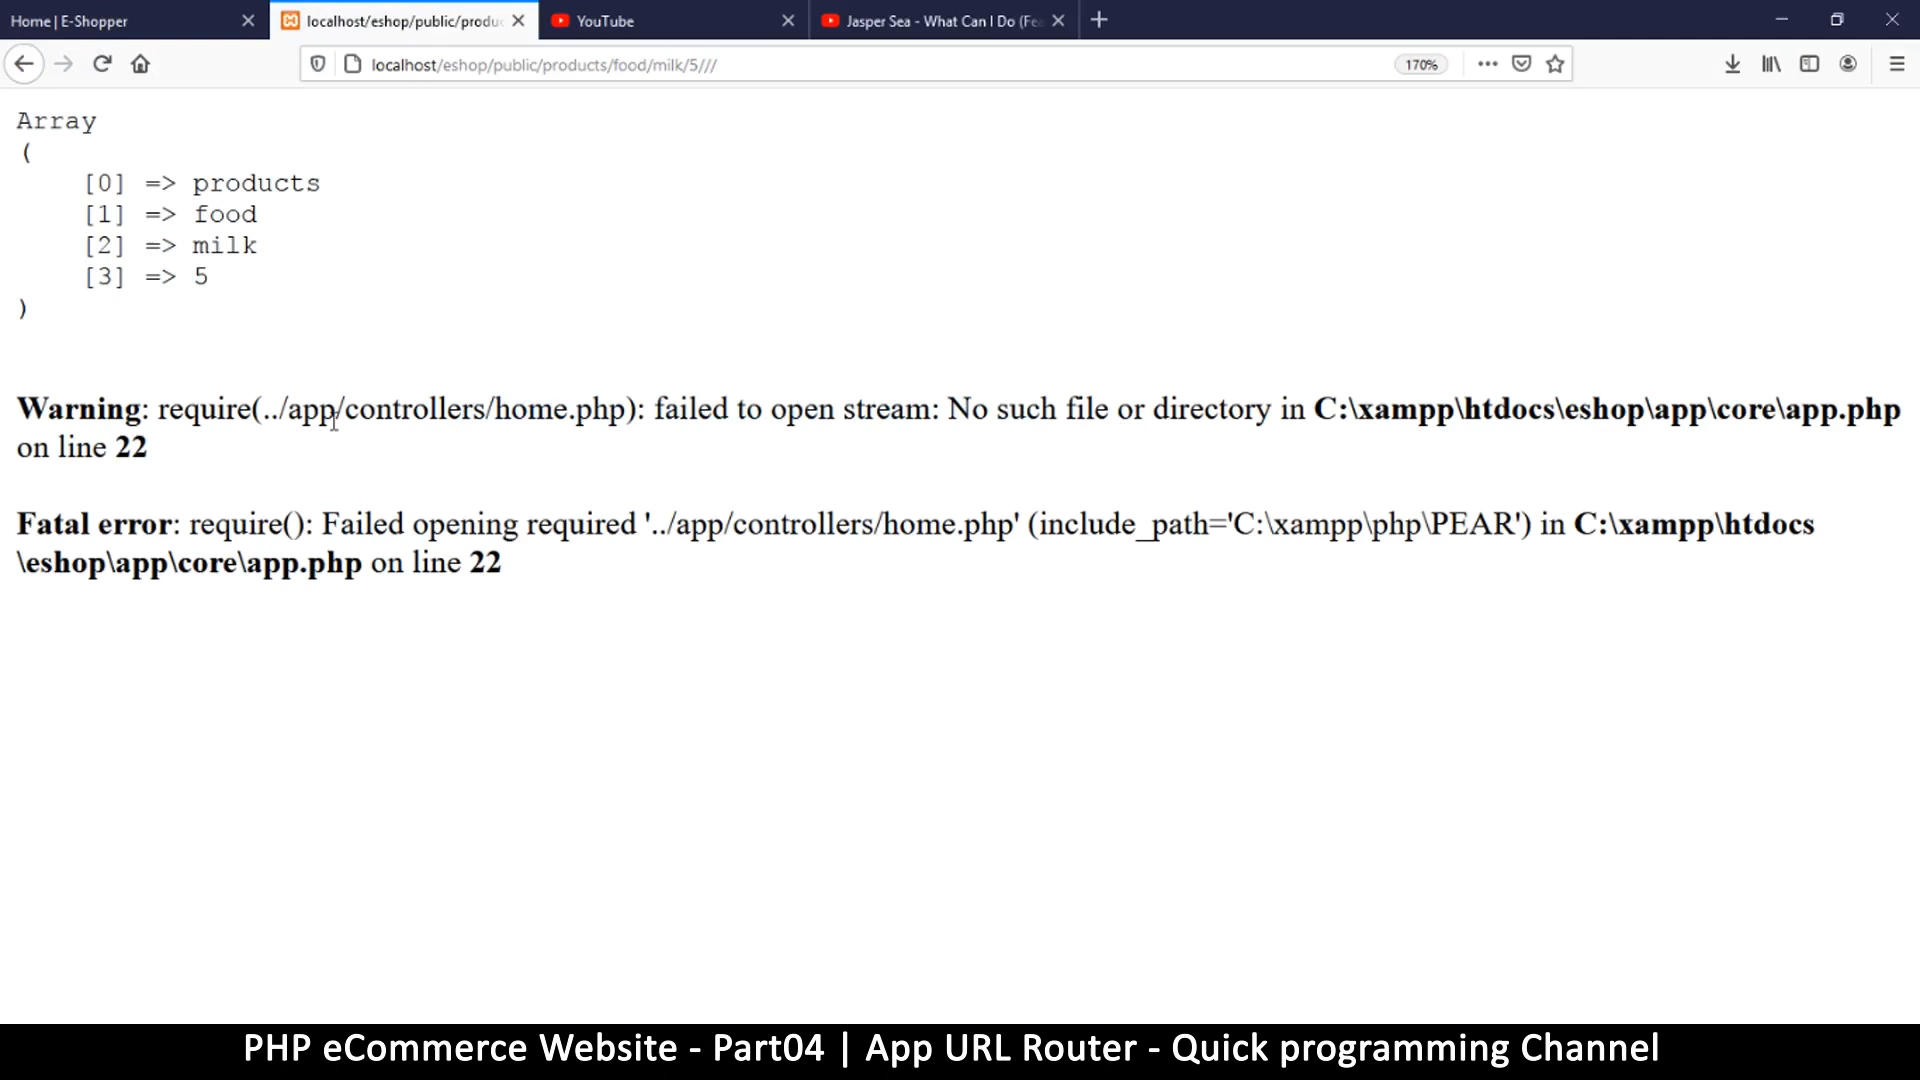 Home | E-Shopper
localhost/eshop/public/produc
YouTube
Jasper Sea - What Can I Do (Fea
localhost/eshop/public/products/food/milk/5///
170%
Array
(
[0] => products
[1] => food
[2] => milk
[3] => 5
)
Warning: require(../app/controllers/home.php): failed to open stream: No such file or directory in C:\xampp\htdocs\eshop\app\core\app.php
on line 22
Fatal error: require(): Failed opening required '../app/controllers/home.php' (include_path='C:\xampp\php\PEAR') in C:\xampp\htdocs
\eshop\app\core\app.php on line 22
PHP eCommerce Website - Part04 | App URL Router - Quick programming Channel